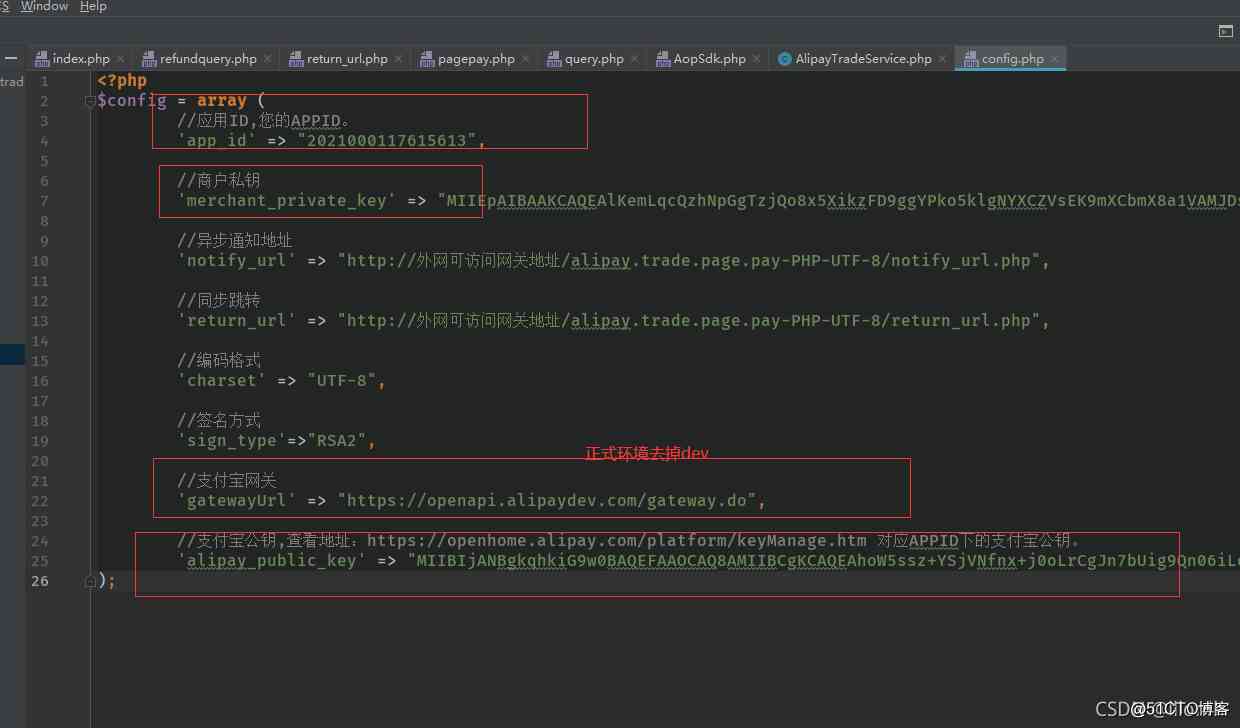 S Window Help
index.php refundquery.php return_url.php pagepay.php query.php AopSdk.php AlipayTradeService.php config.php
trad
1 <?php
2 $config = array (
3 //应用ID,您的APPID。
4 'app_id' => "2021000117615613",
5
6 //商户私钥
7 'merchant_private_key' => "MIIEpAIBAAKCAQEAlKemLqcQzhNpGgTzjQo8x5XikzFD9ggYPko5klgNYXCZVsEK9mXCbmX8a1VAMJDs
8
9 //异步通知地址
10 'notify_url' => "http://外网可访问网关地址/alipay.trade.page.pay-PHP-UTF-8/notify_url.php",
11
12 //同步跳转
13 'return_url' => "http://外网可访问网关地址/alipay.trade.page.pay-PHP-UTF-8/return_url.php",
14
15 //编码格式
16 'charset' => "UTF-8",
17
18 //签名方式
19 'sign_type'=>"RSA2",
正式环境去掉dev
20
21 //支付宝网关
22 'gatewayUrl' => "https://openapi.alipaydev.com/gateway.do",
23
24 //支付宝公钥,查看地址：https://openhome.alipay.com/platform/keyManage.htm 对应APPID下的支付宝公钥。
25 'alipay_public_key' => "MIIBIjANBgkqhkiG9w0BAQEFAAOCAQ8AMIIBCgKCAQEAhoW5ssz+YSjVNfnx+j0oLrCgJn7bUig9Qn06iL
26 );
@51CTO博客